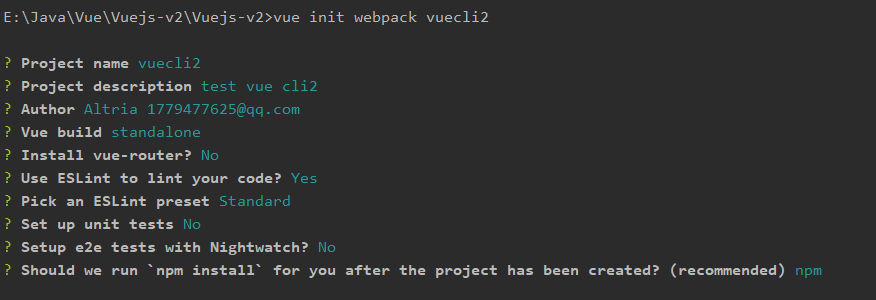 E:\Java\Vue\Vuejs-v2\Vuejs-v2>vue init webpack vuecli2
? Project name vuecli2
? Project description test vue cli2
? Author Altria 1779477625@qq.com
? Vue build standalone
? Install vue-router? No
? Use ESLint to lint your code? Yes
? Pick an ESLint preset Standard
? Set up unit tests No
? Setup e2e tests with Nightwatch? No
? Should we run `npm install` for you after the project has been created? (recommended) npm